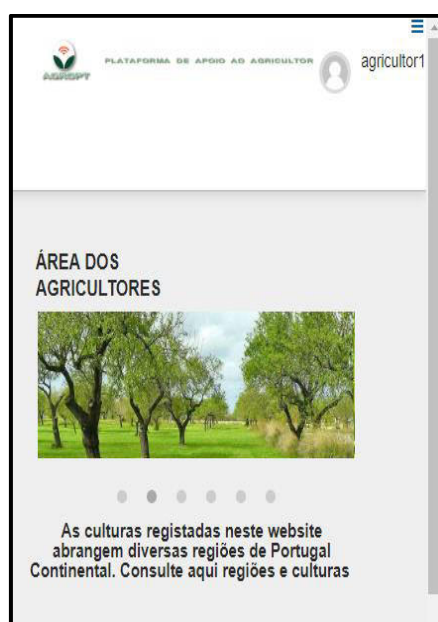 AGROPT
PLATAFORMA DE APOIO AO AGRICULTOR
agricultor1
ÁREA DOS
AGRICULTORES
As culturas registadas neste website
abrangem diversas regiões de Portugal
Continental. Consulte aqui regiões e culturas